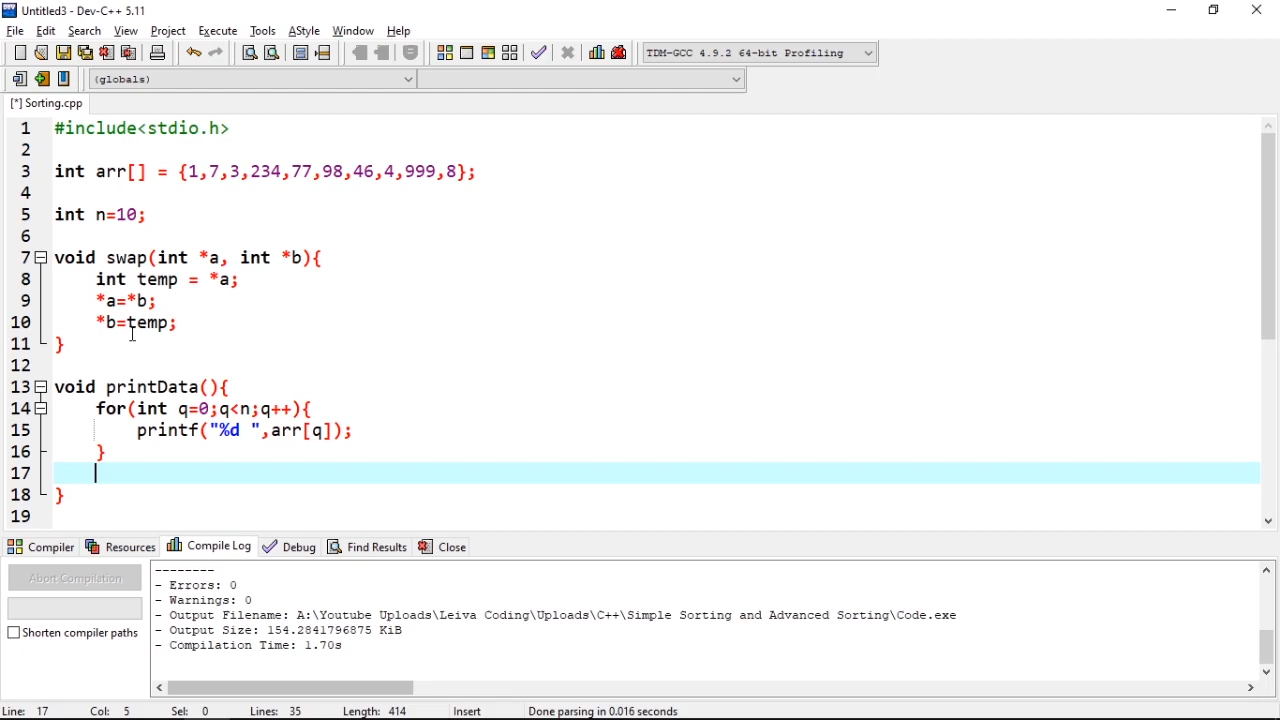 Untitled3 - Dev-C++ 5.11
File Edit Search View Project Execute Tools AStyle Window Help
TDM-GCC 4.9.2 64-bit Profiling
(globals)
[*] Sorting.cpp
1 #include<stdio.h>
2
3 int arr[] = {1,7,3,234,77,98,46,4,999,8};
4
5 int n=10;
6
7 void swap(int *a, int *b){
8 int temp = *a;
9 *a=*b;
10 *b=temp;
11 }
12
13 void printData(){
14 for(int q=0;q<n;q++){
15 printf("%d ",arr[q]);
16 }
17
18 }
19
Compiler Resources Compile Log Debug Find Results Close
Abort Compilation
Shorten compiler paths
--------
- Errors: 0
- Warnings: 0
- Output Filename: A:\Youtube Uploads\Leiva Coding\Uploads\C++\Simple Sorting and Advanced Sorting\Code.exe
- Output Size: 154.2841796875 KiB
- Compilation Time: 1.70s
Line: 17 Col: 5 Sel: 0 Lines: 35 Length: 414 Insert Done parsing in 0.016 seconds